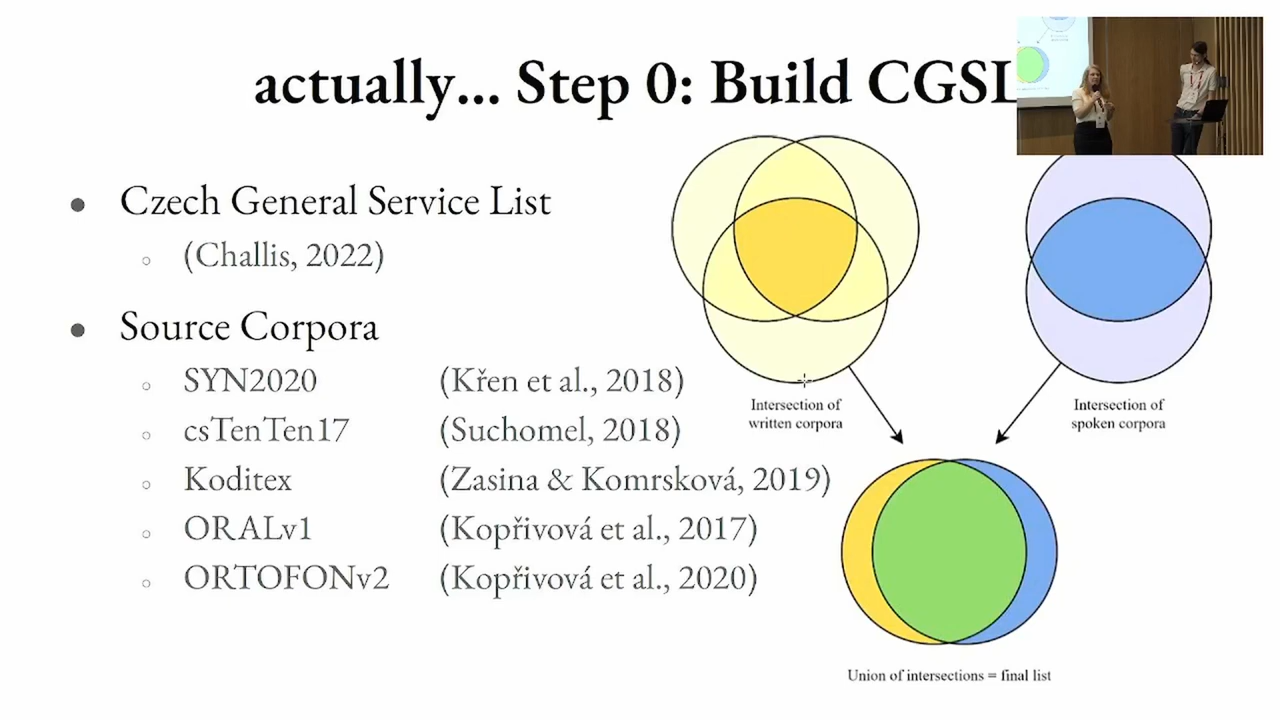 actually... Step 0: Build CGSL
● Czech General Service List
○ (Challis, 2022)
● Source Corpora
○ SYN2020 (Křen et al., 2018)
○ csTenTen17 (Suchomel, 2018)
○ Koditex (Zasina & Komrsková, 2019)
○ ORALv1 (Kopřivová et al., 2017)
○ ORTOFONv2 (Kopřivová et al., 2020)
Intersection of
written corpora
Intersection of
spoken corpora
Union of intersections = final list